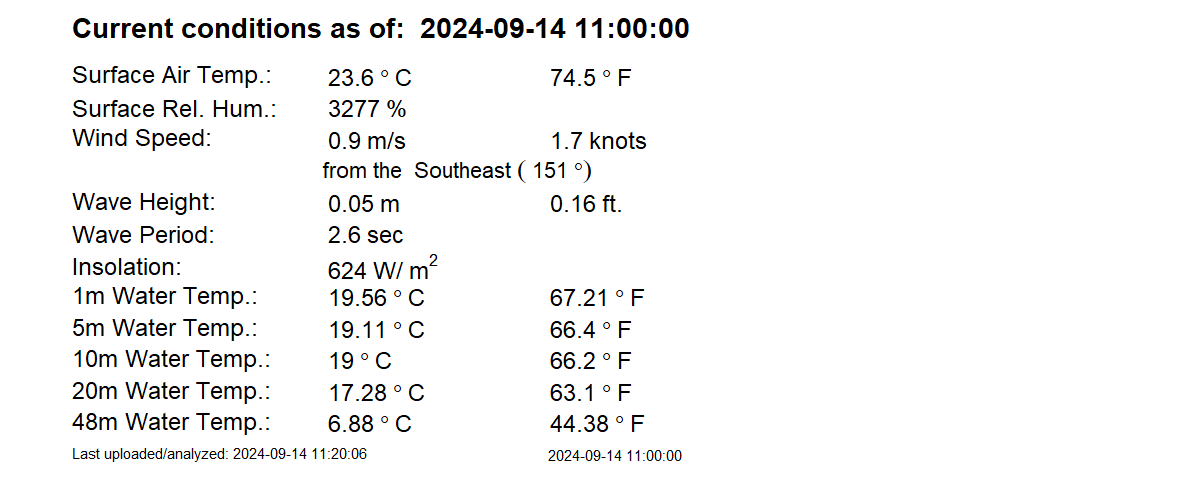 Current conditions as of: 2024-09-14 11:00:00
Surface Air Temp.: 23.6 ° C 74.5 ° F
Surface Rel. Hum.: 3277 %
Wind Speed: 0.9 m/s 1.7 knots
from the Southeast ( 151 °)
Wave Height: 0.05 m 0.16 ft.
Wave Period: 2.6 sec
Insolation: 624 W/ m²
1m Water Temp.: 19.56 ° C 67.21 ° F
5m Water Temp.: 19.11 ° C 66.4 ° F
10m Water Temp.: 19 ° C 66.2 ° F
20m Water Temp.: 17.28 ° C 63.1 ° F
48m Water Temp.: 6.88 ° C 44.38 ° F
Last uploaded/analyzed: 2024-09-14 11:20:06 2024-09-14 11:00:00